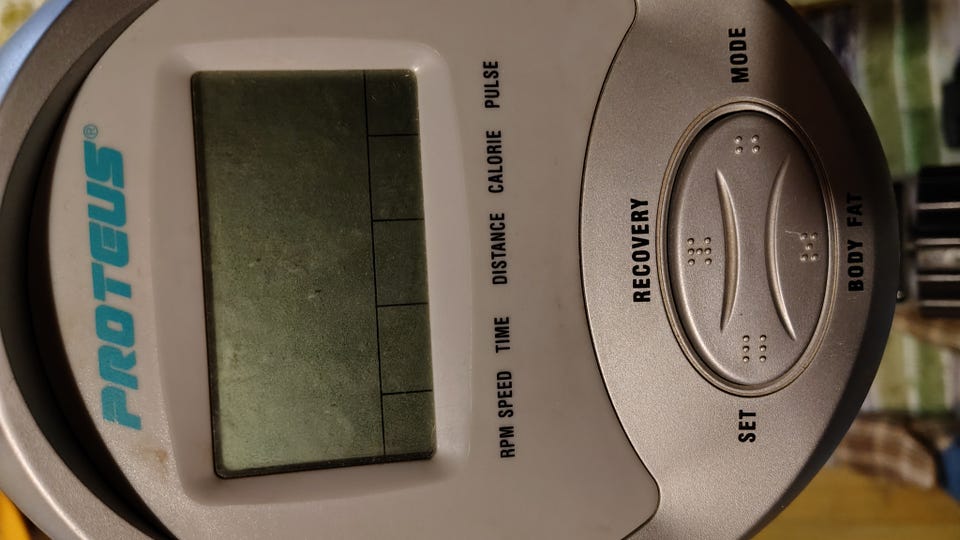 PROTEUS®
RPM SPEED TIME DISTANCE CALORIE PULSE
RECOVERY
SET MODE
BODY FAT